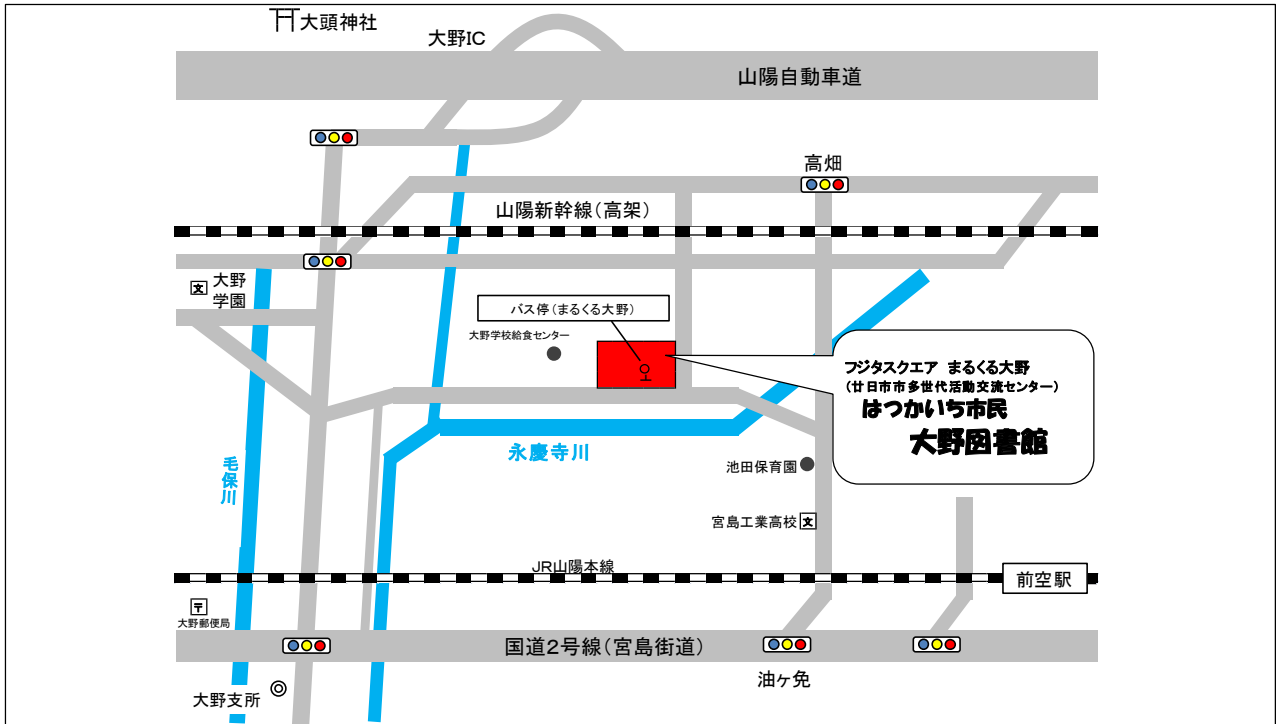 大頭神社
大野IC
山陽自動車道
高畑
山陽新幹線（高架）
文
大野
学園
バス停（まるくる大野）
大野学校給食センター
フジタスクエア まるくる大野
（廿日市市多世代活動交流センター）
はつかいち市民
大野図書館
永慶寺川
毛保川
池田保育園
宮島工業高校
文
JR山陽本線
前空駅
〒
大野郵便局
国道2号線（宮島街道）
油ヶ免
大野支所